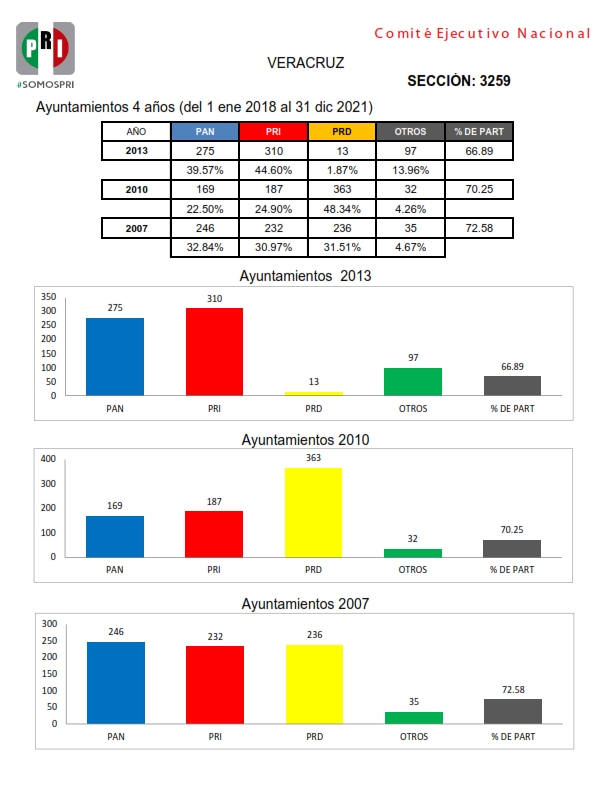 Comité Ejecutivo Nacional
PRI
#SOMOSPRI
VERACRUZ
SECCIÓN: 3259
Ayuntamientos 4 años (del 1 ene 2018 al 31 dic 2021)
AÑO PAN PRI PRD OTROS % DE PART
2013 275 310 13 97 66.89
39.57% 44.60% 1.87% 13.96%
2010 169 187 363 32 70.25
22.50% 24.90% 48.34% 4.26%
2007 246 232 236 35 72.58
32.84% 30.97% 31.51% 4.67%
Ayuntamientos 2013
350
300
250
200
150
100
50
0
275 310 13 97 66.89
PAN PRI PRD OTROS % DE PART
Ayuntamientos 2010
400
300
200
100
0
169 187 363 32 70.25
PAN PRI PRD OTROS % DE PART
Ayuntamientos 2007
300
250
200
150
100
50
0
246 232 236 35 72.58
PAN PRI PRD OTROS % DE PART